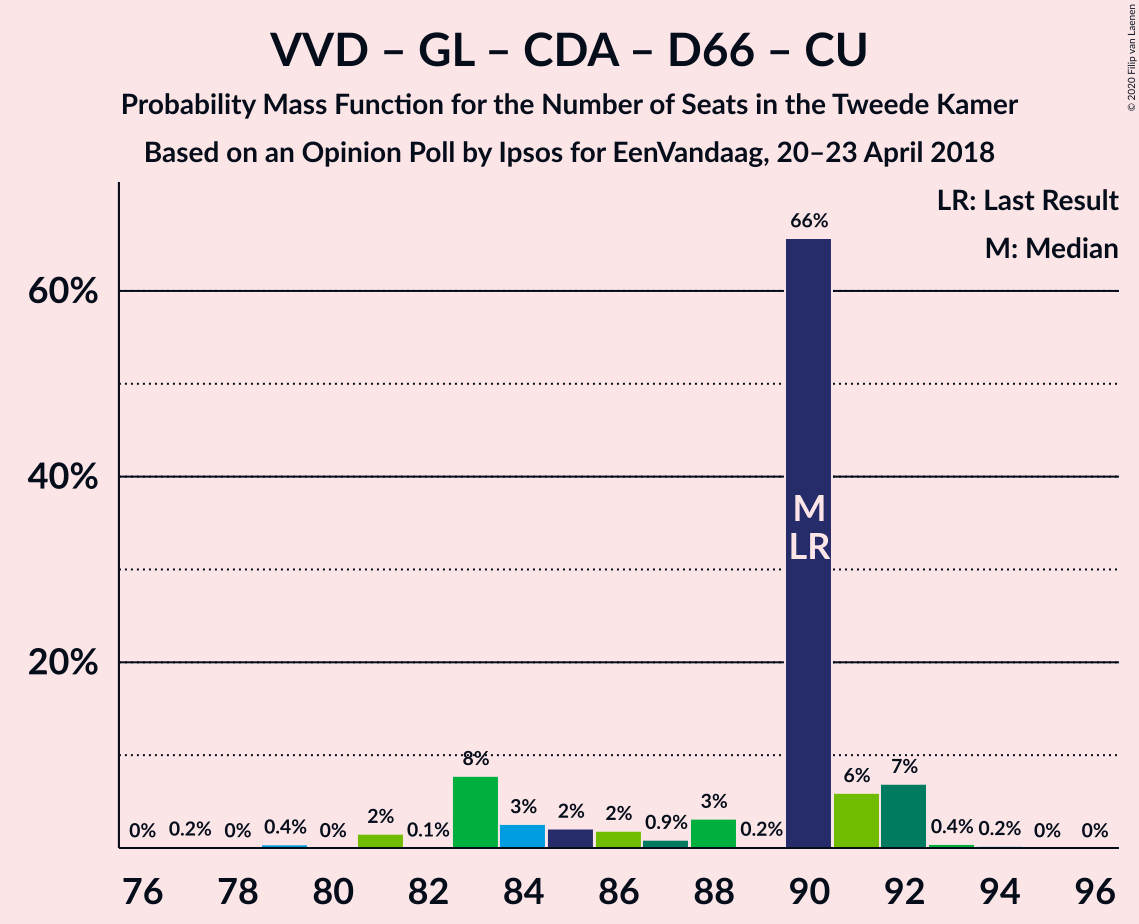 VVD – GL – CDA – D66 – CU
Probability Mass Function for the Number of Seats in the Tweede Kamer
Based on an Opinion Poll by Ipsos for EenVandaag, 20–23 April 2018
© 2020 Filip van Laenen
LR: Last Result
M: Median
60%
40%
20%
0% 0.2% 0% 0.4% 0% 2% 0.1% 8% 3% 2% 2% 0.9% 3% 0.2% 66% 6% 7% 0.4% 0.2% 0% 0%
M
LR
76 78 80 82 84 86 88 90 92 94 96